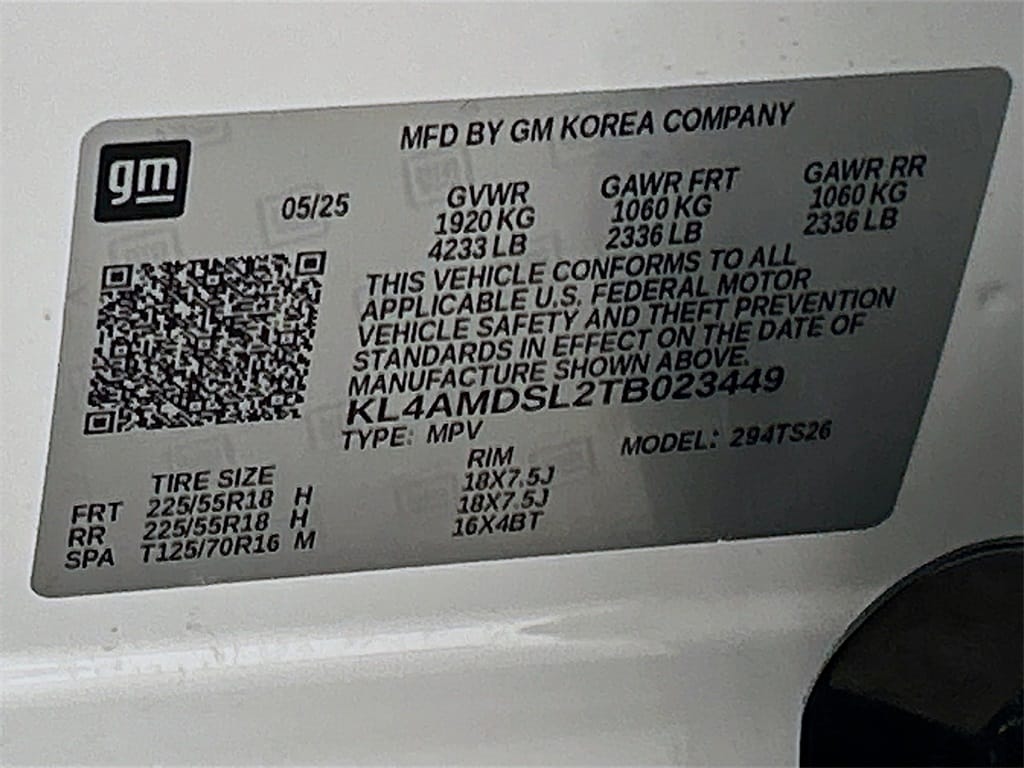 gm
MFD BY GM KOREA COMPANY
05/25
GVWR GAWR FRT GAWR RR
1920 KG 1060 KG 1060 KG
4233 LB 2336 LB 2336 LB
THIS VEHICLE CONFORMS TO ALL
APPLICABLE U.S. FEDERAL MOTOR
VEHICLE SAFETY AND THEFT PREVENTION
STANDARDS IN EFFECT ON THE DATE OF
MANUFACTURE SHOWN ABOVE.
KL4AMDSL2TB023449
TYPE: MPV MODEL: 294TS26
TIRE SIZE RIM
FRT 225/55R18 H 18X7.5J
RR 225/55R18 H 18X7.5J
SPA T125/70R16 M 16X4BT